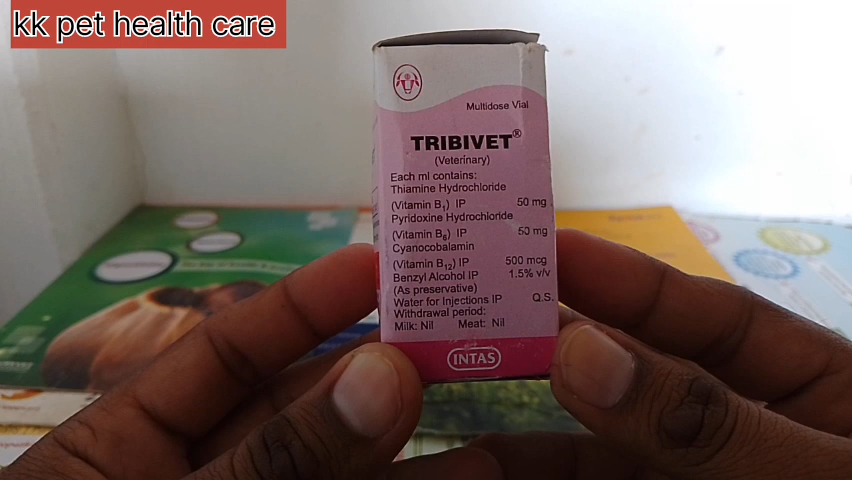 kk pet health care
Multidose Vial
TRIBIVET®
(Veterinary)
Each ml contains:
Thiamine Hydrochloride
(Vitamin B1) IP 50 mg
Pyridoxine Hydrochloride
(Vitamin B6) IP 50 mg
Cyanocobalamin
(Vitamin B12) IP 500 mcg
Benzyl Alcohol IP 1.5% v/v
(As preservative)
Water for Injections IP Q.S.
Withdrawal period:
Milk: Nil Meat: Nil
INTAS